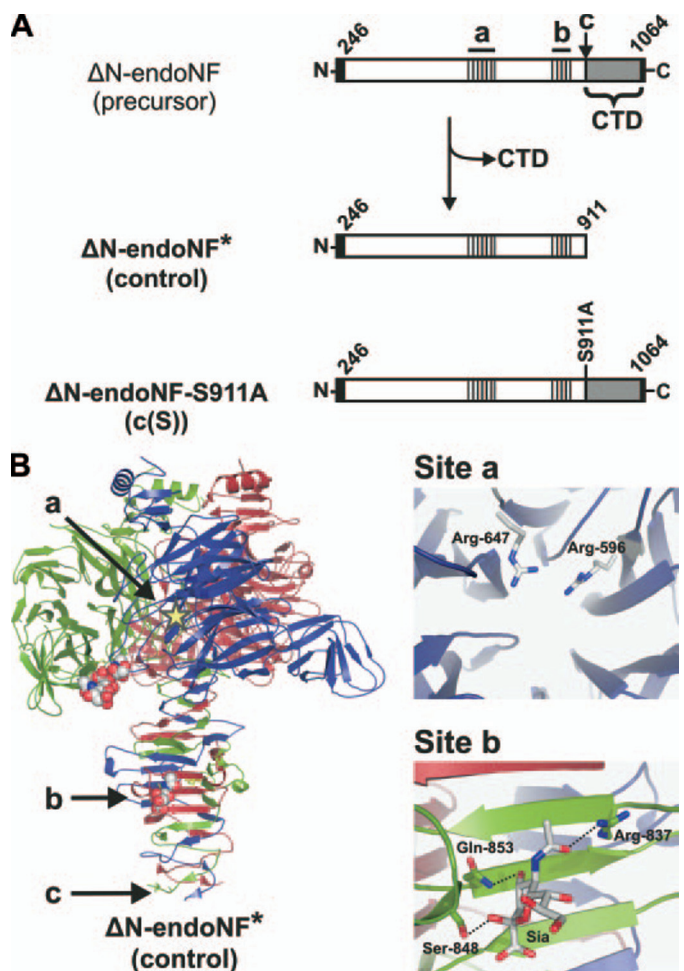 A
246 a b c 1064
ΔN-endoNF N C
(precursor)
CTD
CTD
246 911
ΔN-endoNF* N
(control)
246 S911A 1064
ΔN-endoNF-S911A N C
(c(S))
B
a
b
c
ΔN-endoNF*
(control)
Site a
Arg-647
Arg-596
Site b
Gln-853
Arg-837
Ser-848
Sia